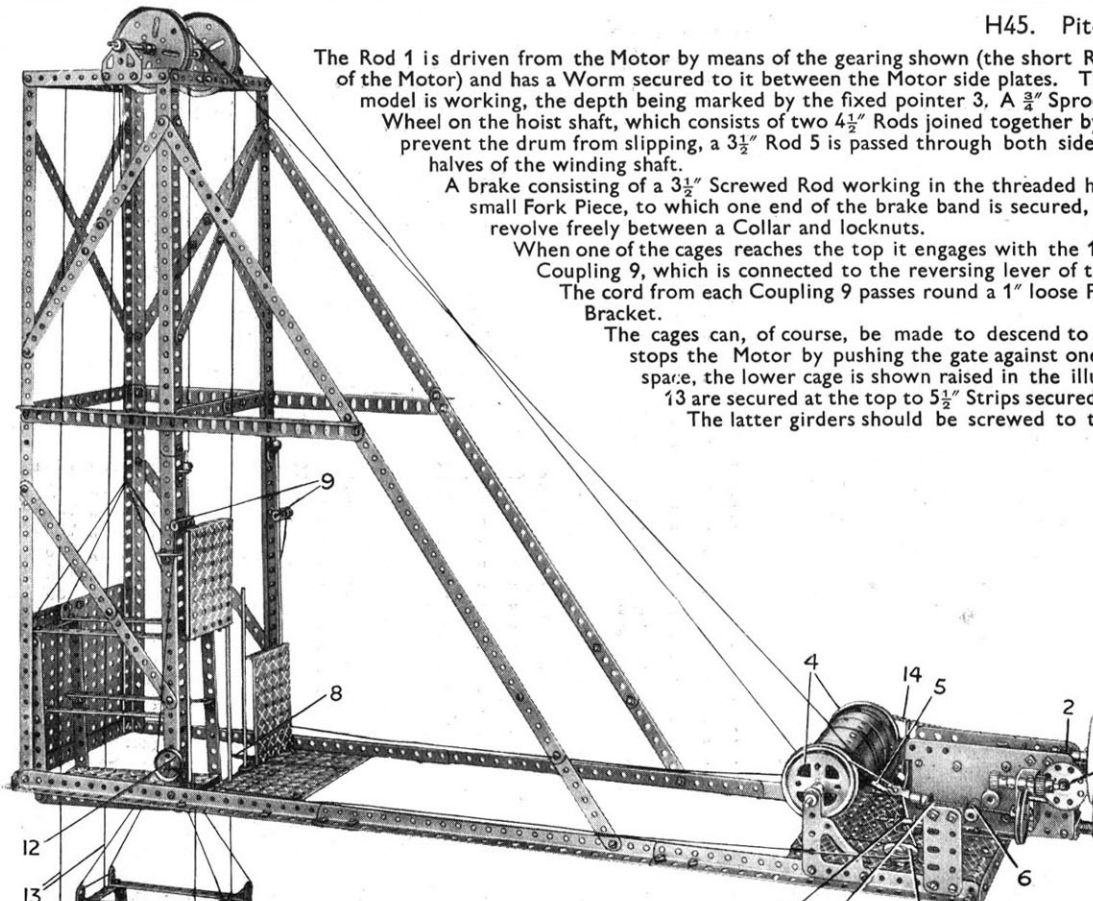 H45. Pit
The Rod 1 is driven from the Motor by means of the gearing shown (the short R
of the Motor) and has a Worm secured to it between the Motor side plates. T
model is working, the depth being marked by the fixed pointer 3. A ¾″ Spro
Wheel on the hoist shaft, which consists of two 4½″ Rods joined together b
prevent the drum from slipping, a 3½″ Rod 5 is passed through both side
halves of the winding shaft.
A brake consisting of a 3½″ Screwed Rod working in the threaded h
small Fork Piece, to which one end of the brake band is secured,
revolve freely between a Collar and locknuts.
When one of the cages reaches the top it engages with the 1
Coupling 9, which is connected to the reversing lever of t
The cord from each Coupling 9 passes round a 1″ loose P
Bracket.
The cages can, of course, be made to descend to
stops the Motor by pushing the gate against one
space, the lower cage is shown raised in the illu
13 are secured at the top to 5½″ Strips secured
The latter girders should be screwed to t
9
8
4
14
5
2
12
13
6